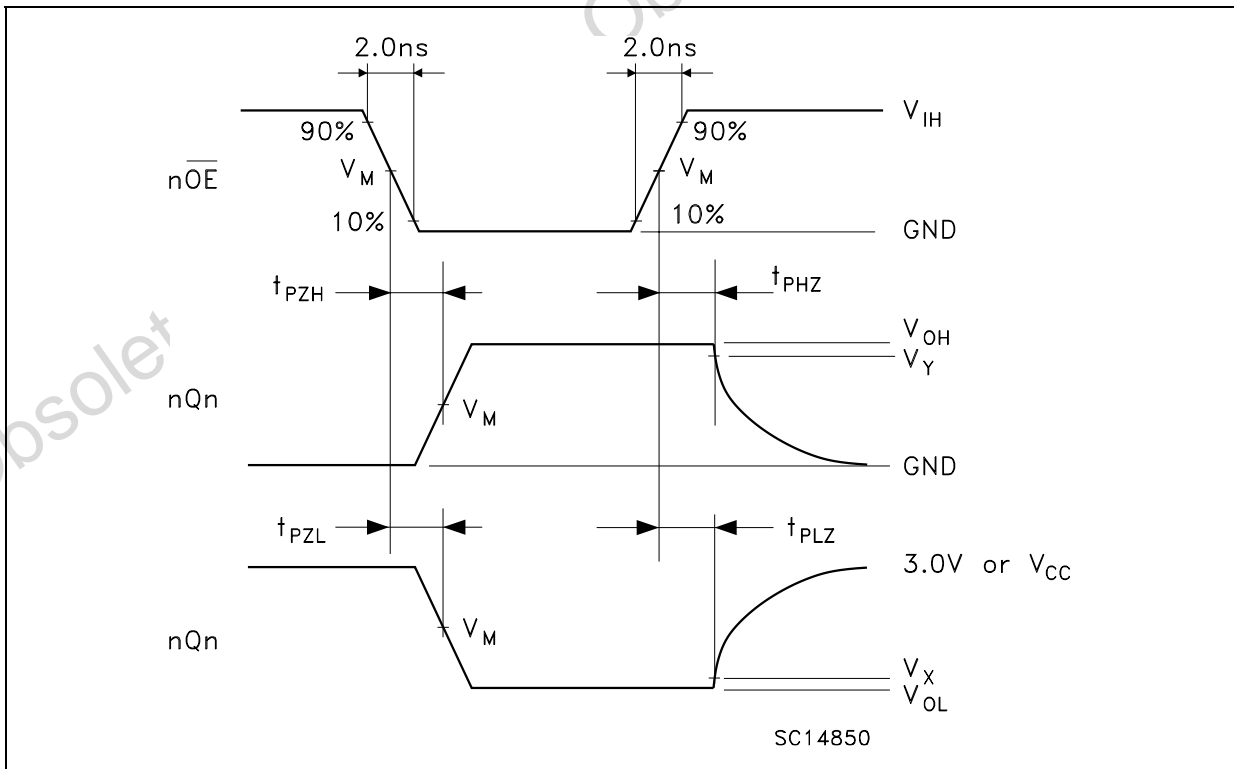 2.0ns 2.0ns
V_IH
90% 90%
nO̅E̅ V_M V_M
10% 10%
GND
t_PZH t_PHZ
V_OH
V_Y
nQn V_M
GND
t_PZL t_PLZ
3.0V or V_CC
nQn V_M
V_X
V_OL
SC14850